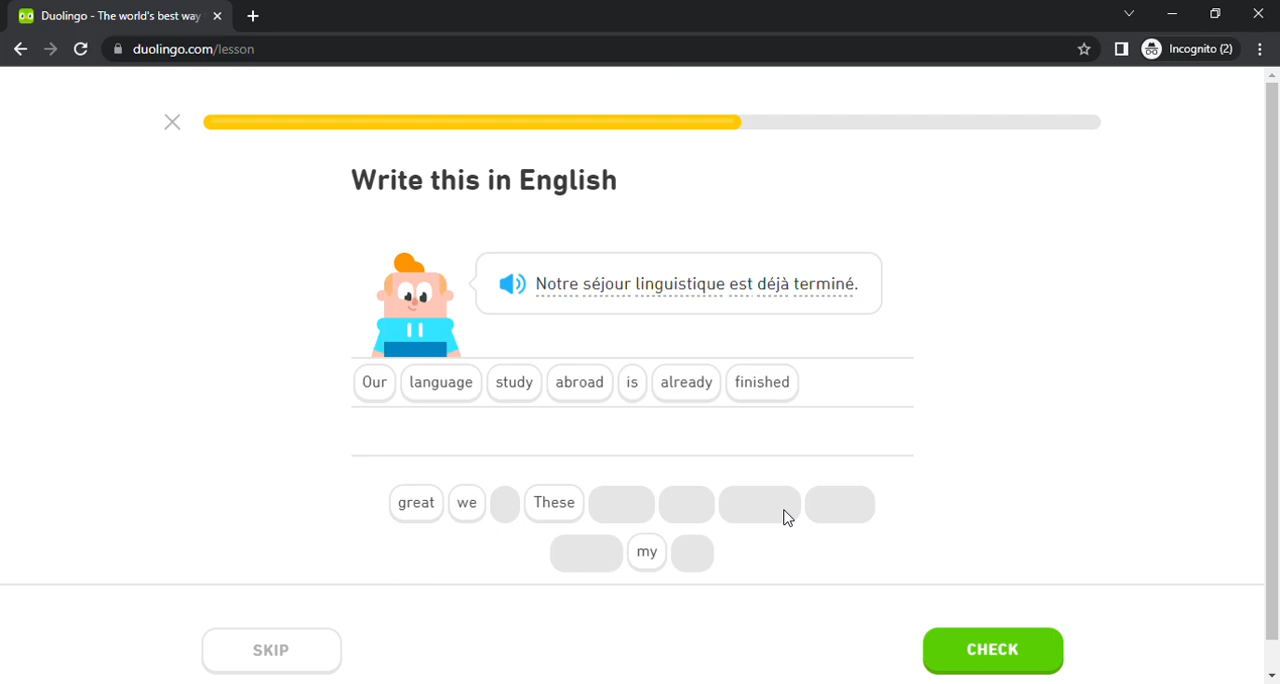 Duolingo - The world's best way
Incognito (2)
duolingo.com/lesson
Write this in English
Notre séjour linguistique est déjà terminé.
Our language study abroad is already finished
great we These
my
SKIP CHECK